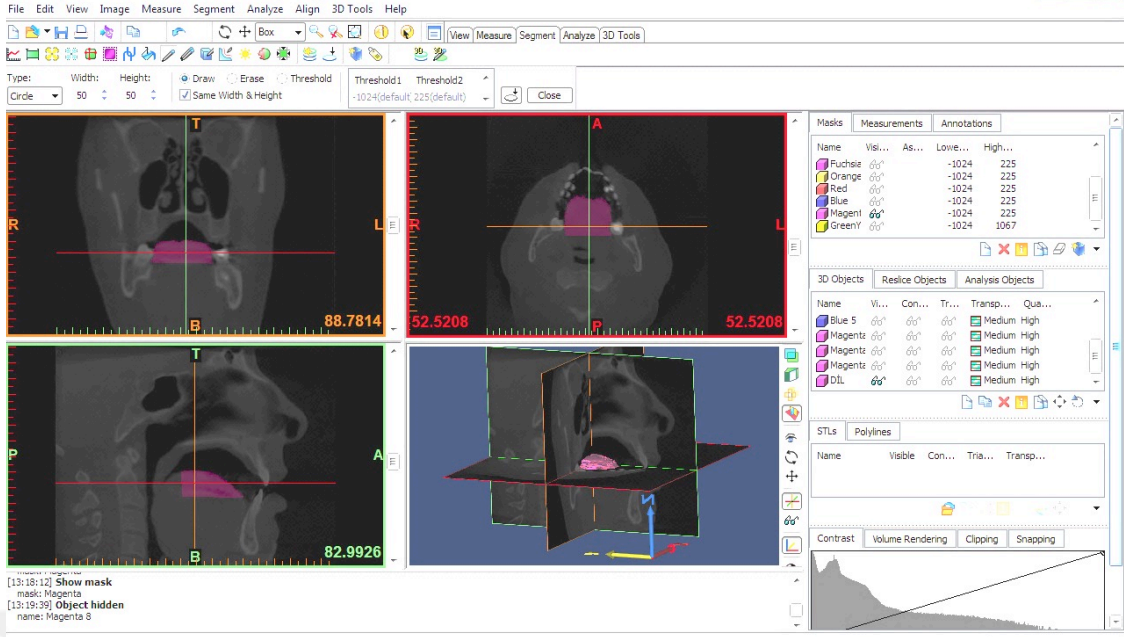 File Edit View Image Measure Segment Analyze Align 3D Tools Help
Box View Measure Segment Analyze 3D Tools
Type: Width: Height: Draw Erase Threshold Threshold1 Threshold2
Circle 50 50 Same Width & Height -1024(default 225(default) Close
T
R
L
B
88.7814
A
R
L
P
52.5208
52.5208
T
P
A
B
82.9926
Masks Measurements Annotations
Name Visi... As... Lowe... High...
Fuchsia -1024 225
Orange -1024 225
Red -1024 225
Blue -1024 225
Magent -1024 225
GreenY -1024 1067
3D Objects Reslice Objects Analysis Objects
Name Vi... Con... Tr... Transp... Qua...
Blue 5 Medium High
Magenta Medium High
Magenta Medium High
Magenta Medium High
DİL Medium High
STLs Polylines
Name Visible Con... Tria... Transp...
Contrast Volume Rendering Clipping Snapping
mask: Magenta
[13:18:12] Show mask
mask: Magenta
[13:19:39] Object hidden
name: Magenta 8